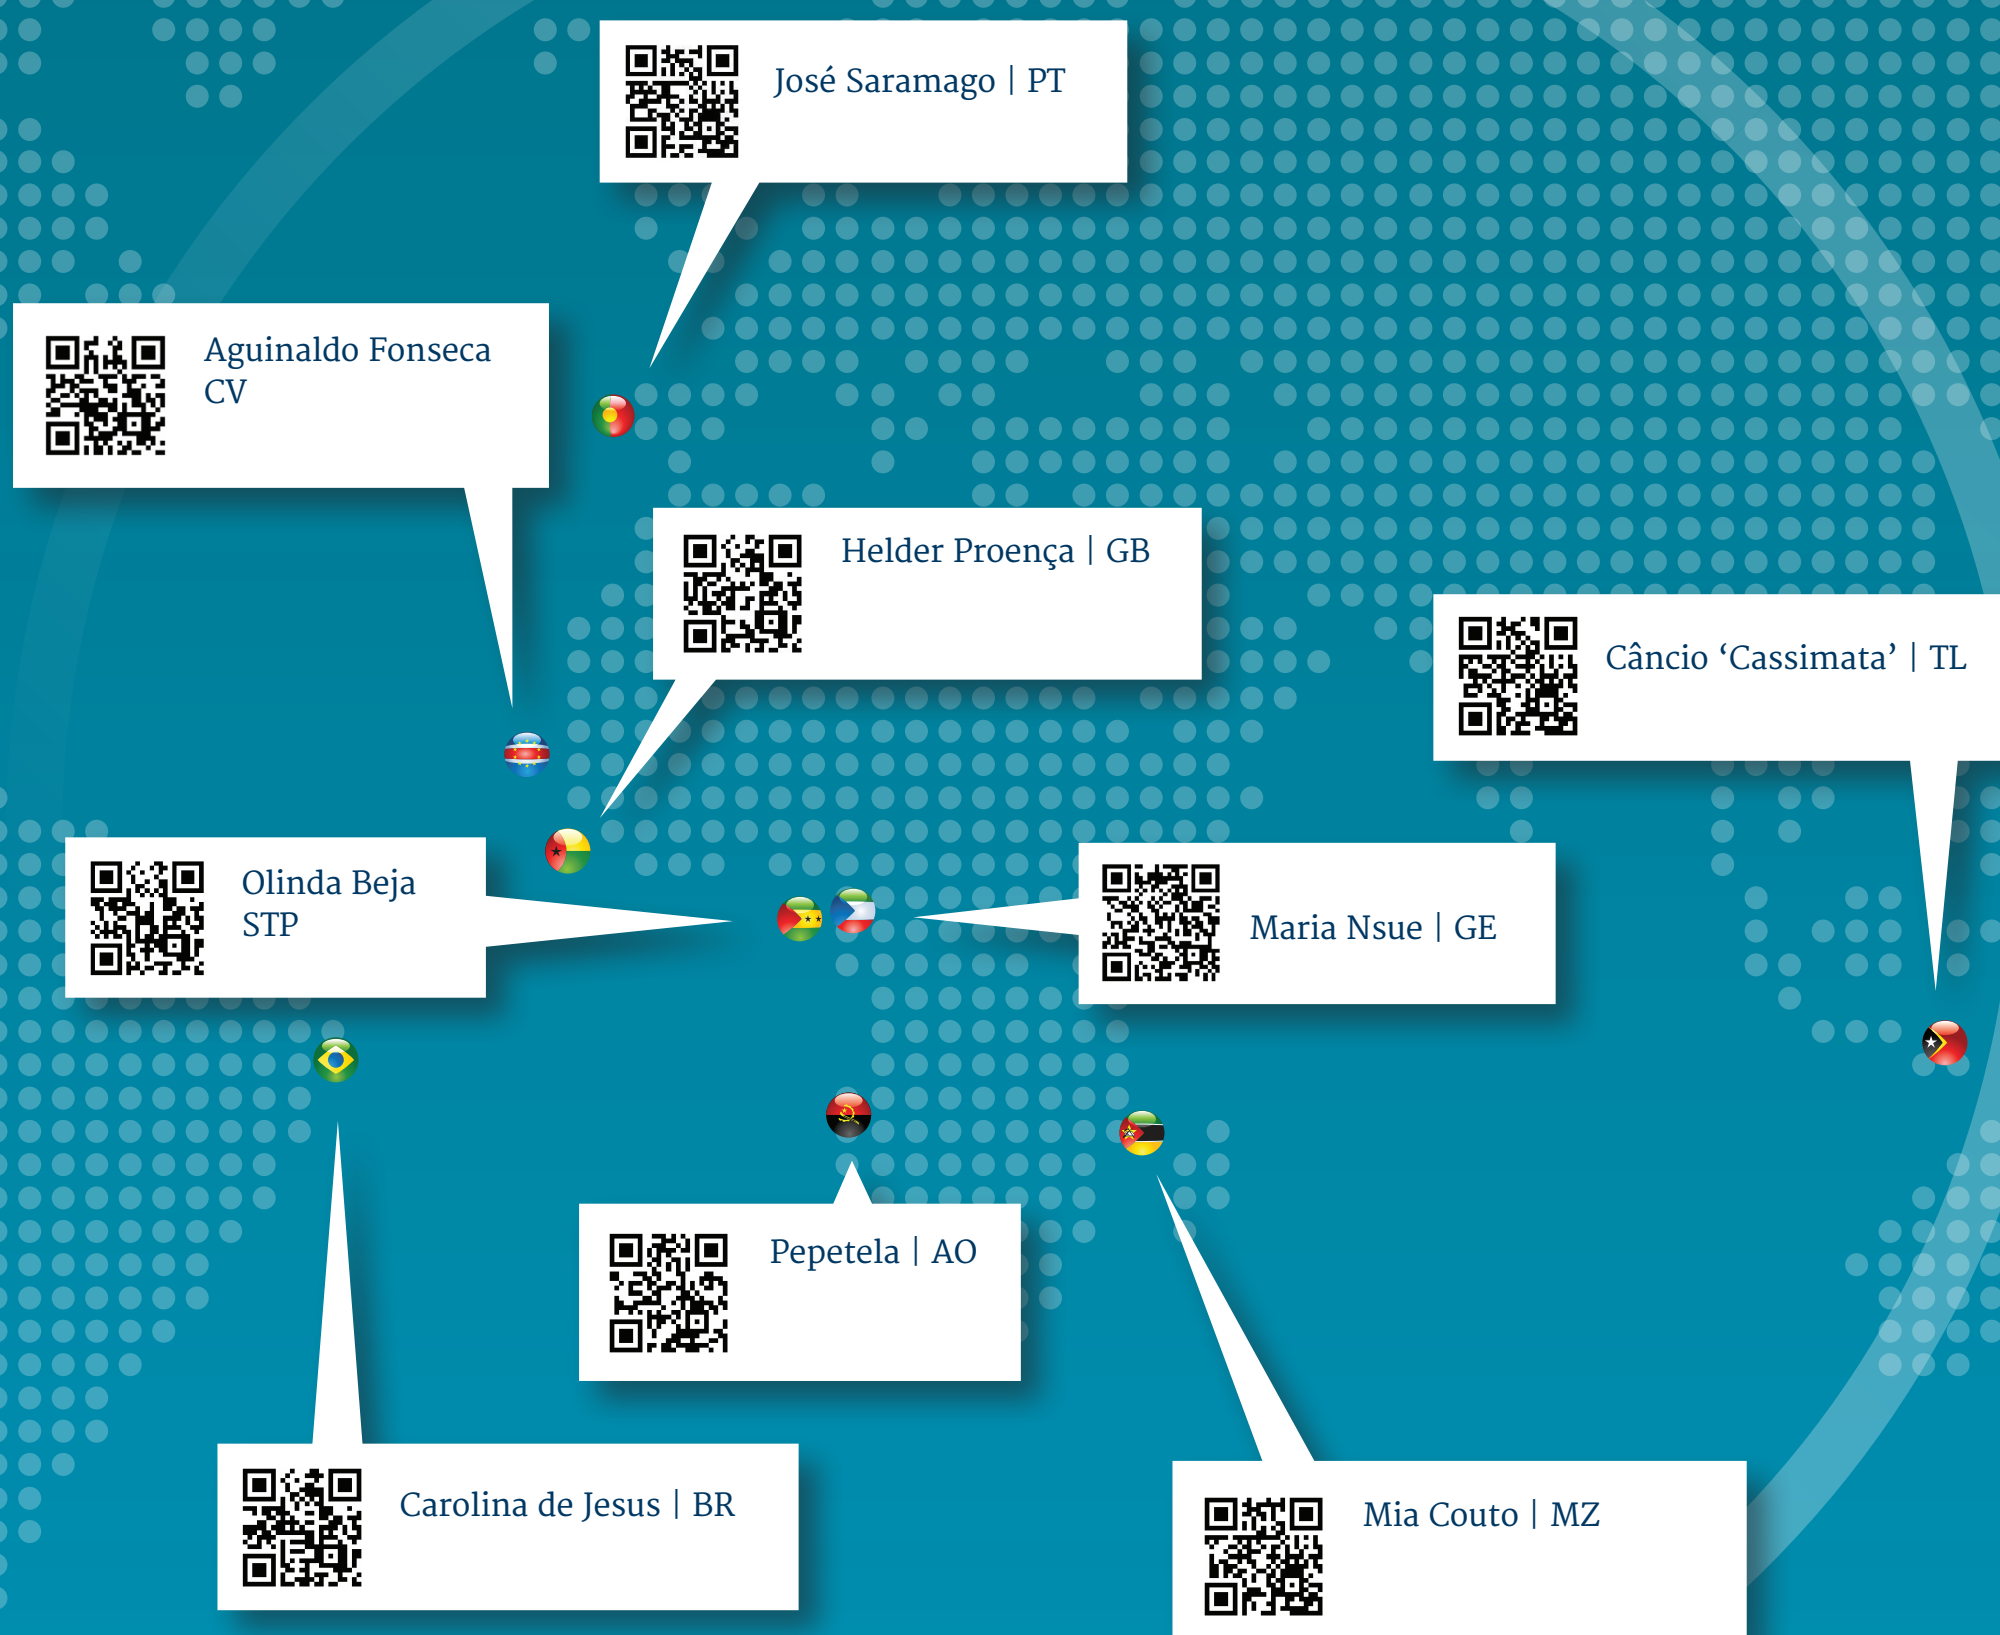 José Saramago | PT
Aguinaldo Fonseca
CV
Helder Proença | GB
Câncio ‘Cassimata’ | TL
Olinda Beja
STP
Maria Nsue | GE
Pepetela | AO
Carolina de Jesus | BR
Mia Couto | MZ